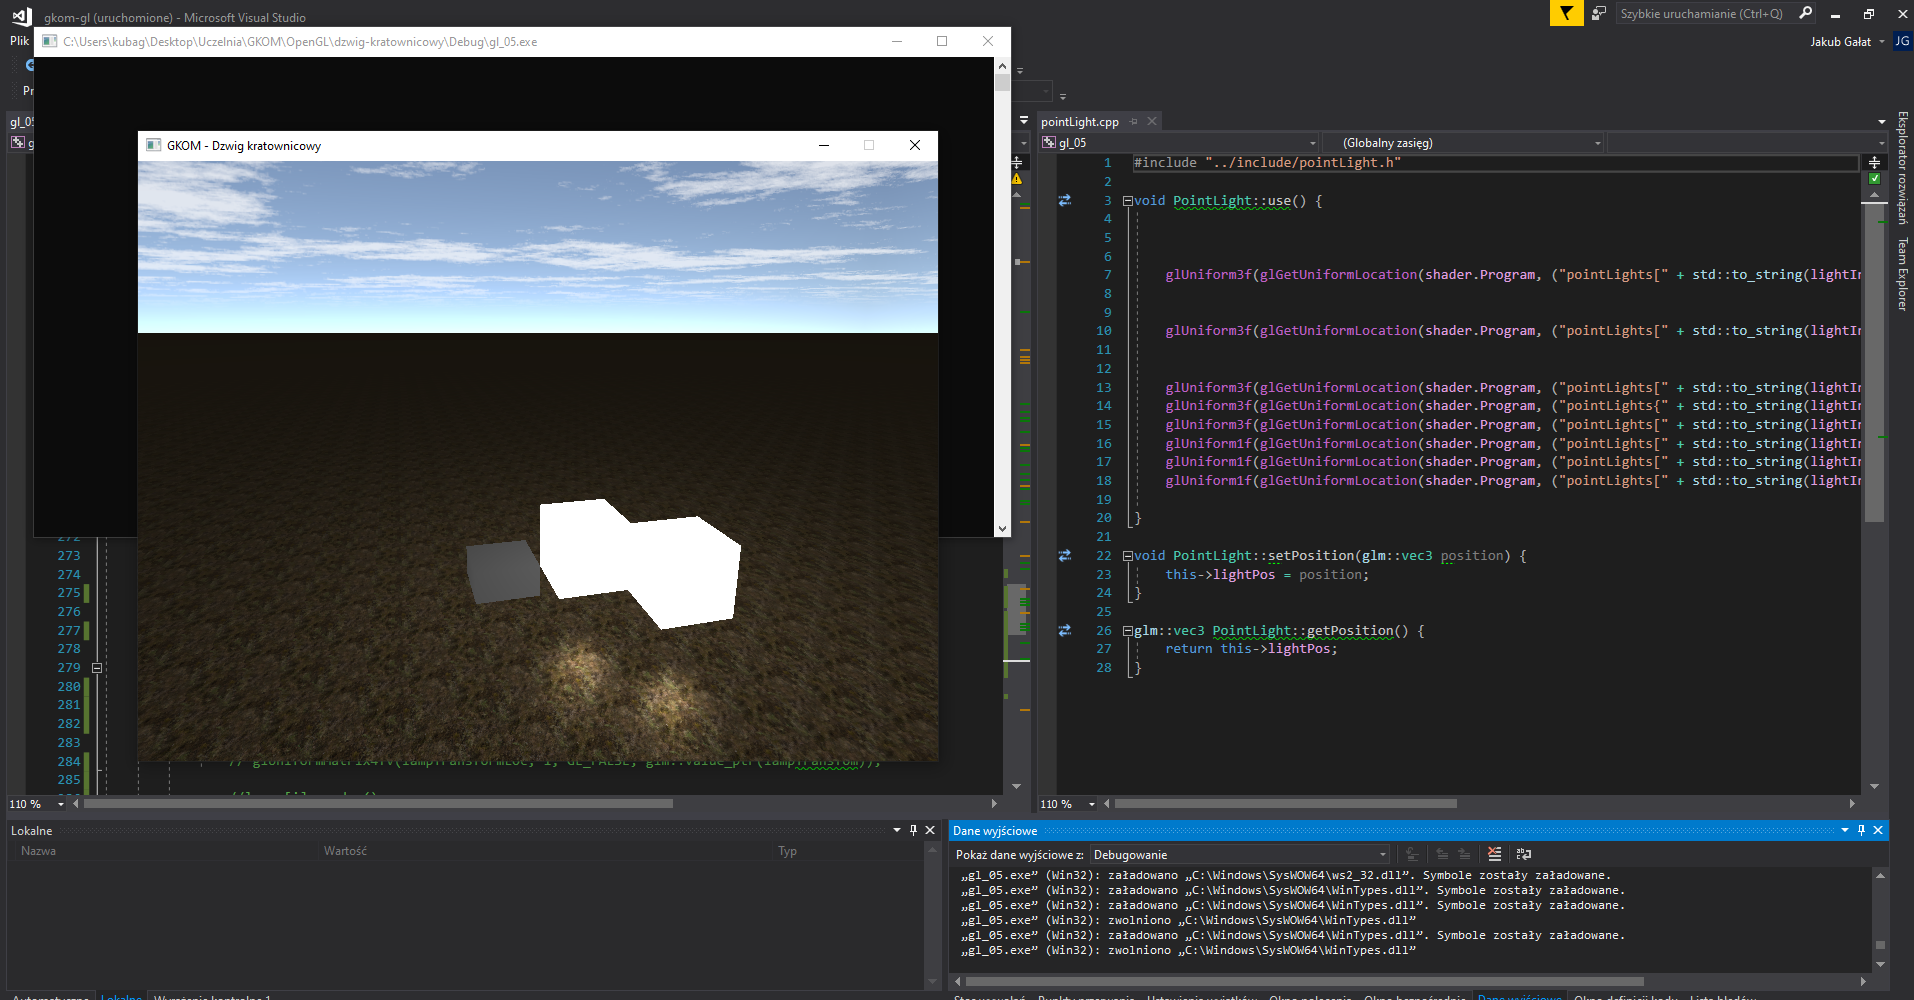 gkom-gl (uruchomione) - Microsoft Visual Studio
Szybkie uruchamianie (Ctrl+Q)
Plik
Jakub Gałat
JG
C:\Users\kubag\Desktop\Uczelnia\GKOM\OpenGL\dzwig-kratownicowy\Debug\gl_05.exe
GKOM - Dzwig kratownicowy
pointLight.cpp
gl_05
(Globalny zasięg)
Eksplorator rozwiązań
Team Explorer
1 #include "../include/pointLight.h"
2
3 void PointLight::use() {
4
5
6
7 glUniform3f(glGetUniformLocation(shader.Program, ("pointLights[" + std::to_string(lightIn
8
9
10 glUniform3f(glGetUniformLocation(shader.Program, ("pointLights[" + std::to_string(lightIn
11
12
13 glUniform3f(glGetUniformLocation(shader.Program, ("pointLights[" + std::to_string(lightIn
14 glUniform3f(glGetUniformLocation(shader.Program, ("pointLights{" + std::to_string(lightIn
15 glUniform3f(glGetUniformLocation(shader.Program, ("pointLights[" + std::to_string(lightIn
16 glUniform1f(glGetUniformLocation(shader.Program, ("pointLights[" + std::to_string(lightIn
17 glUniform1f(glGetUniformLocation(shader.Program, ("pointLights[" + std::to_string(lightIn
18 glUniform1f(glGetUniformLocation(shader.Program, ("pointLights[" + std::to_string(lightIn
19
20 }
21
22 void PointLight::setPosition(glm::vec3 position) {
23 this->lightPos = position;
24 }
25
26 glm::vec3 PointLight::getPosition() {
27 return this->lightPos;
28 }
273
274
275
276
277
278
279
280
281
282
283
284 // glUniformMatrix4fv(lampTransformLoc, 1, GL_FALSE, glm::value_ptr(lampTransform));
285
110 %
110 %
Lokalne
Nazwa Wartość Typ
Dane wyjściowe
Pokaż dane wyjściowe z: Debugowanie
„gl_05.exe” (Win32): załadowano „C:\Windows\SysWOW64\ws2_32.dll”. Symbole zostały załadowane.
„gl_05.exe” (Win32): załadowano „C:\Windows\SysWOW64\WinTypes.dll”. Symbole zostały załadowane.
„gl_05.exe” (Win32): załadowano „C:\Windows\SysWOW64\WinTypes.dll”. Symbole zostały załadowane.
„gl_05.exe” (Win32): zwolniono „C:\Windows\SysWOW64\WinTypes.dll”
„gl_05.exe” (Win32): załadowano „C:\Windows\SysWOW64\WinTypes.dll”. Symbole zostały załadowane.
„gl_05.exe” (Win32): zwolniono „C:\Windows\SysWOW64\WinTypes.dll”
Automatyczne Lokalne Wyrażenie kontrolne 1
Stos wywołań Punkty przerwania Ustawienia wyjątków Okno polecenia Okno bezpośrednie Dane wyjściowe Okno definicji kodu Lista błędów